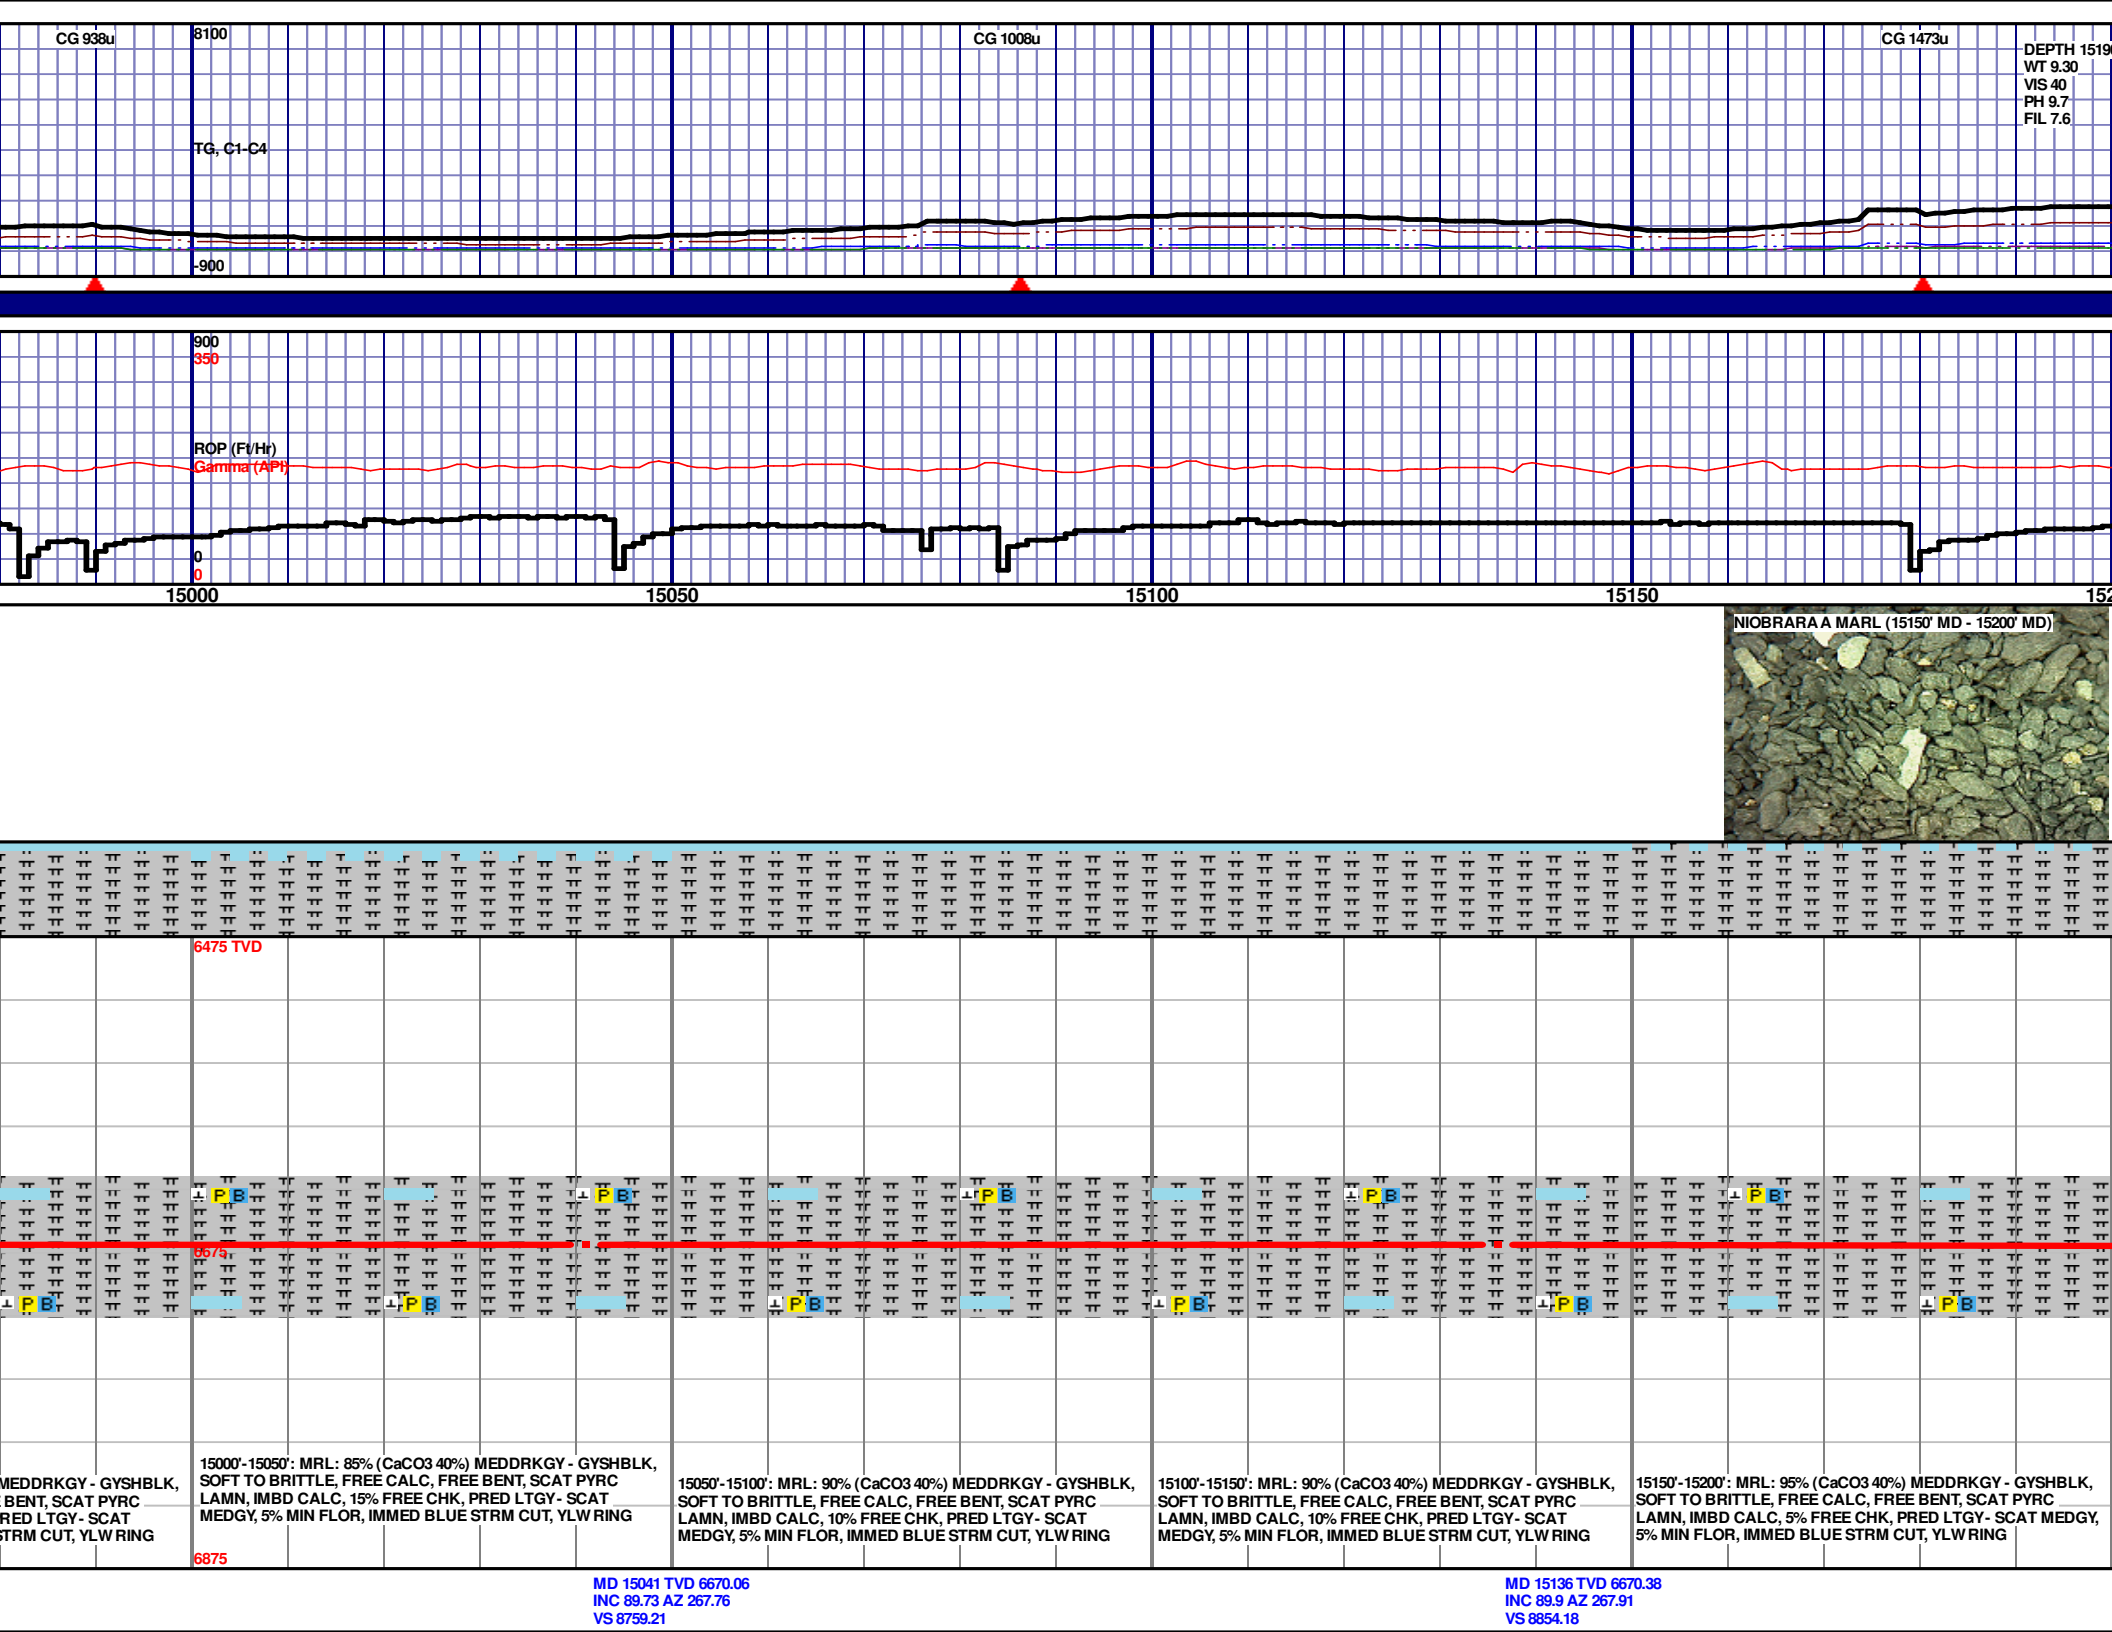 CG 938u
8100
CG 1008u
CG 1473u
DEPTH 1519
WT 9.30
VIS 40
PH 9.7
FIL 7.6
TG, C1-C4
-900
900
350
ROP (Ft/Hr)
Gamma (API)
0
0
15000
15050
15100
15150
152
NIOBRARA A MARL (15150' MD - 15200' MD)
6475 TVD
P B
P B
P B
P B
P B
6675
P B
P B
P B
P B
P B
P B
MEDDRKGY - GYSHBLK,
BENT, SCAT PYRC
RED LTGY - SCAT
STRM CUT, YLW RING
15000'-15050': MRL: 85% (CaCO3 40%) MEDDRKGY - GYSHBLK,
SOFT TO BRITTLE, FREE CALC, FREE BENT, SCAT PYRC
LAMN, IMBD CALC, 15% FREE CHK, PRED LTGY - SCAT
MEDGY, 5% MIN FLOR, IMMED BLUE STRM CUT, YLW RING
15050'-15100': MRL: 90% (CaCO3 40%) MEDDRKGY - GYSHBLK,
SOFT TO BRITTLE, FREE CALC, FREE BENT, SCAT PYRC
LAMN, IMBD CALC, 10% FREE CHK, PRED LTGY - SCAT
MEDGY, 5% MIN FLOR, IMMED BLUE STRM CUT, YLW RING
15100'-15150': MRL: 90% (CaCO3 40%) MEDDRKGY - GYSHBLK,
SOFT TO BRITTLE, FREE CALC, FREE BENT, SCAT PYRC
LAMN, IMBD CALC, 10% FREE CHK, PRED LTGY - SCAT
MEDGY, 5% MIN FLOR, IMMED BLUE STRM CUT, YLW RING
15150'-15200': MRL: 95% (CaCO3 40%) MEDDRKGY - GYSHBLK,
SOFT TO BRITTLE, FREE CALC, FREE BENT, SCAT PYRC
LAMN, IMBD CALC, 5% FREE CHK, PRED LTGY - SCAT MEDGY,
5% MIN FLOR, IMMED BLUE STRM CUT, YLW RING
6875
MD 15041 TVD 6670.06
INC 89.73 AZ 267.76
VS 8759.21
MD 15136 TVD 6670.38
INC 89.9 AZ 267.91
VS 8854.18